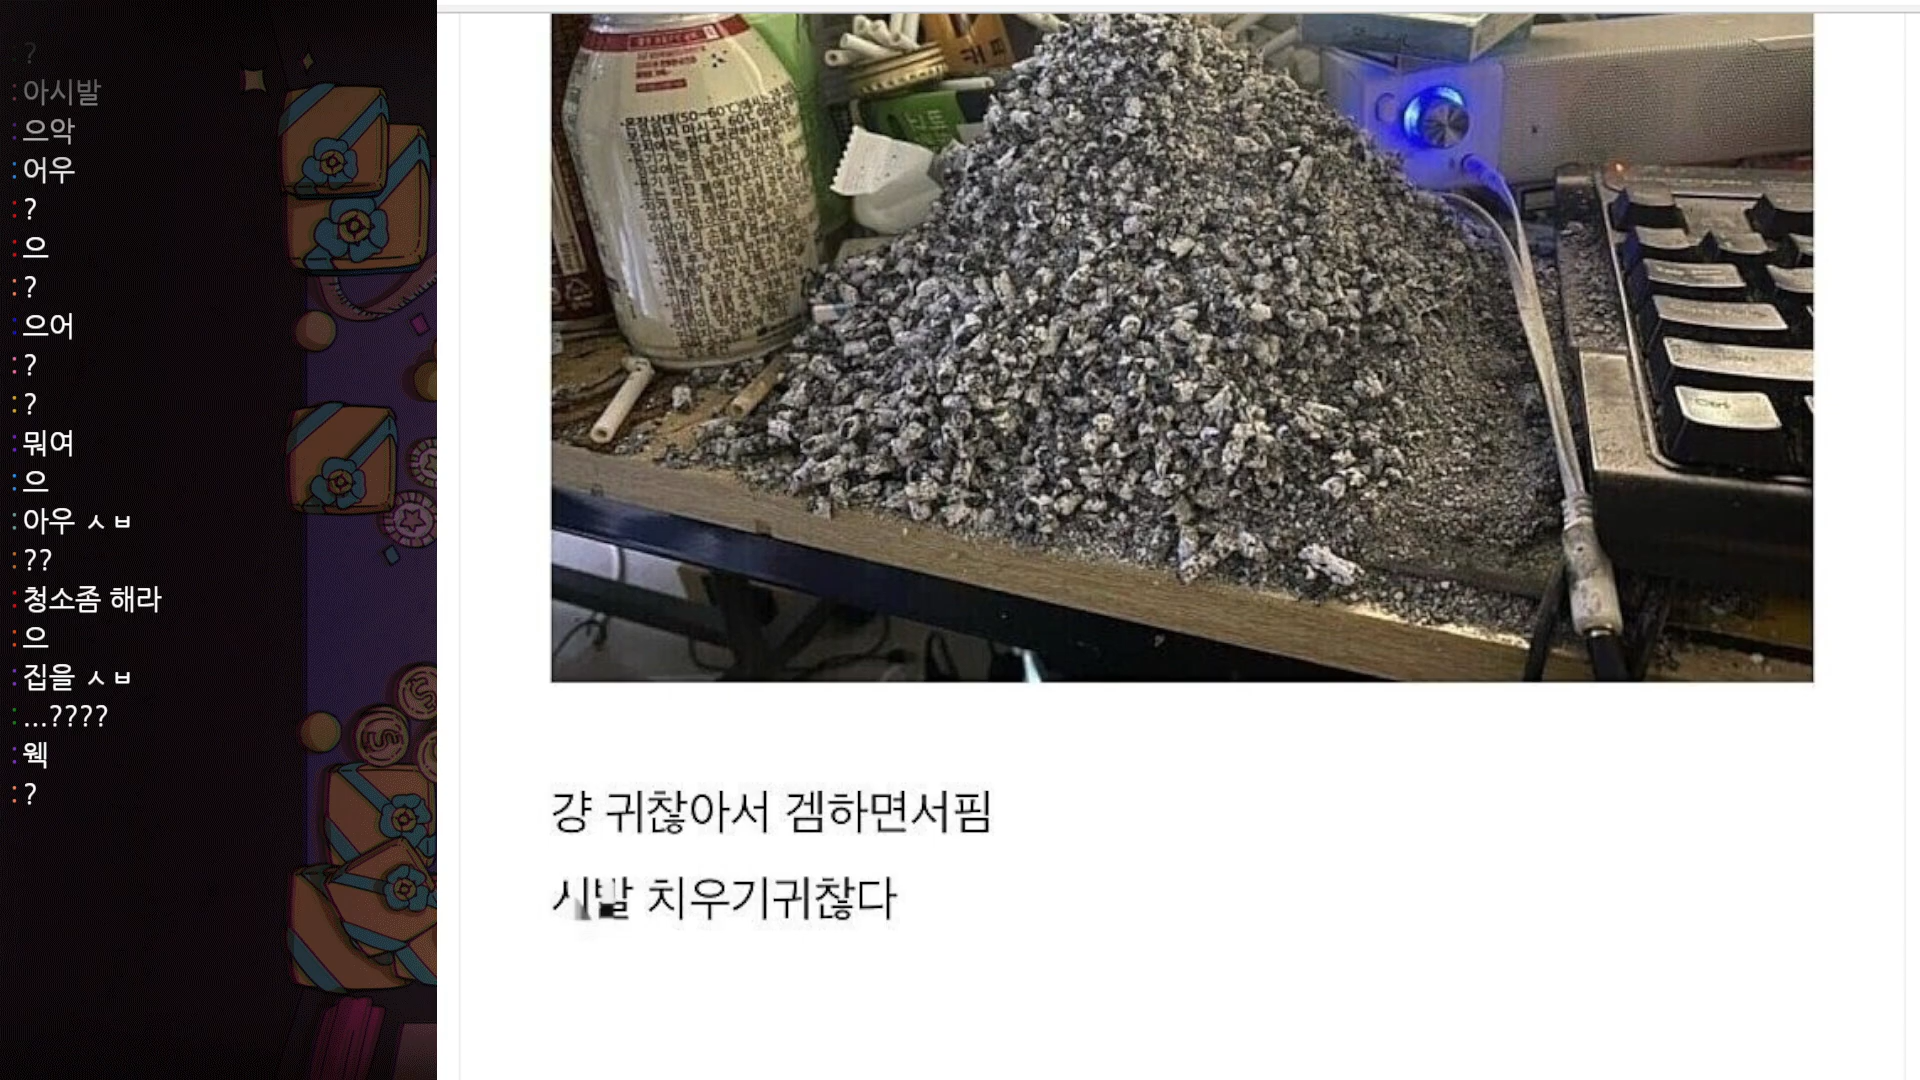 : ?
: 아시발
: 으악
: 어우
: ?
: 으
: ?
: 으어
: ?
: ?
: 뭐여
: 으
: 아우 ㅅㅂ
: ??
: 청소좀 해라
: 으
: 집을 ㅅㅂ
: ...????
: 웩
: ?
Ctrl
걍 귀찮아서 겜하면서핌
시발 치우기귀찮다